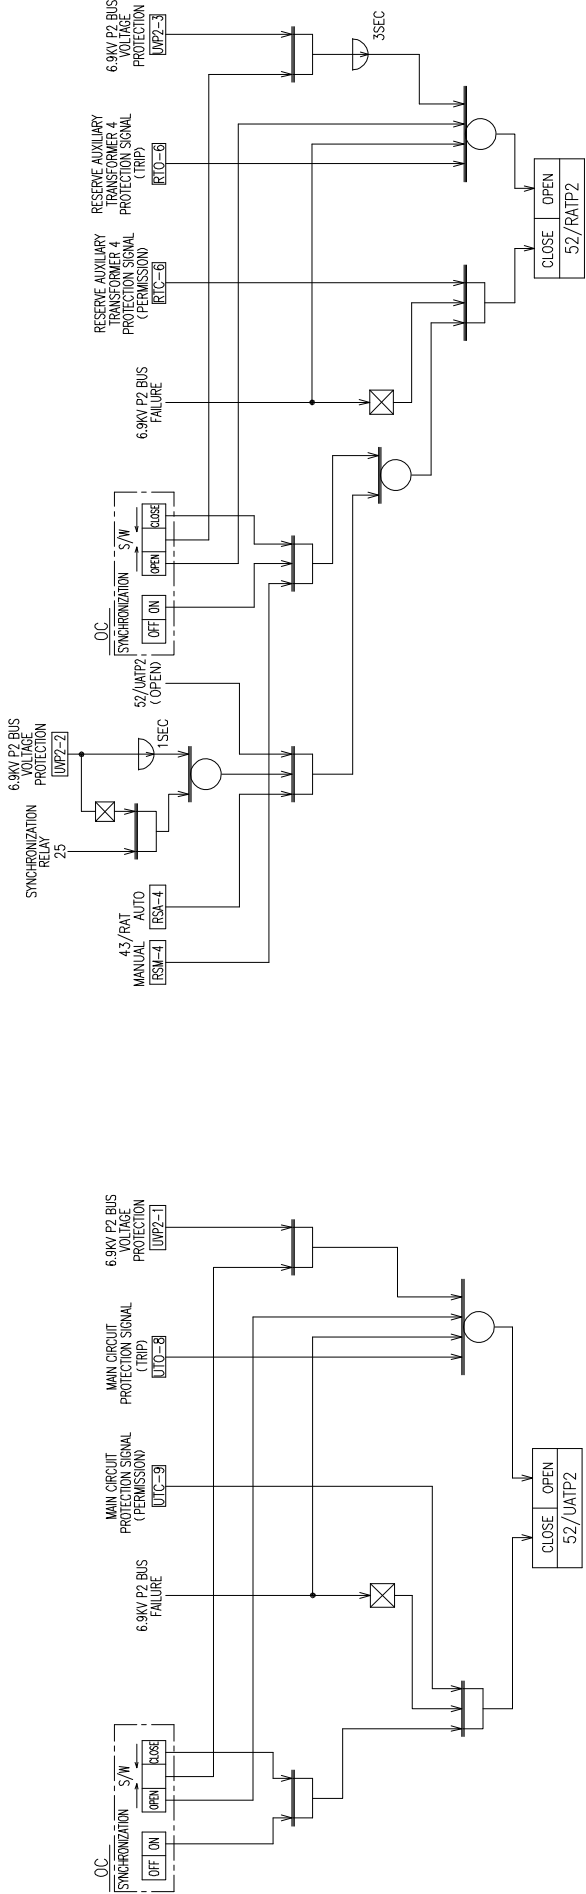 6.9KV P2 BUS
VOLTAGE
PROTECTION
UVP2-3
3SEC
RESERVE AUXILIARY
TRANSFORMER 4
PROTECTION SIGNAL
(TRIP)
RTO-6
RESERVE AUXILIARY
TRANSFORMER 4
PROTECTION SIGNAL
(PERMISSION)
RTC-6
CLOSE OPEN
52/RATP2
6.9KV P2 BUS
FAILURE
OC
SYNCHRONIZATION
S/W
OFF ON
OPEN CLOSE
52/UATP2
(OPEN)
6.9KV P2 BUS
VOLTAGE
PROTECTION
UVP2-2
1SEC
SYNCHRONIZATION
RELAY
25
43/RAT
MANUAL AUTO
RSM-4 RSA-4
6.9KV P2 BUS
VOLTAGE
PROTECTION
UVP2-1
MAIN CIRCUIT
PROTECTION SIGNAL
(TRIP)
UTO-8
MAIN CIRCUIT
PROTECTION SIGNAL
(PERMISSION)
UTC-9
6.9KV P2 BUS
FAILURE
CLOSE OPEN
52/UATP2
OC
SYNCHRONIZATION
S/W
OFF ON
OPEN CLOSE